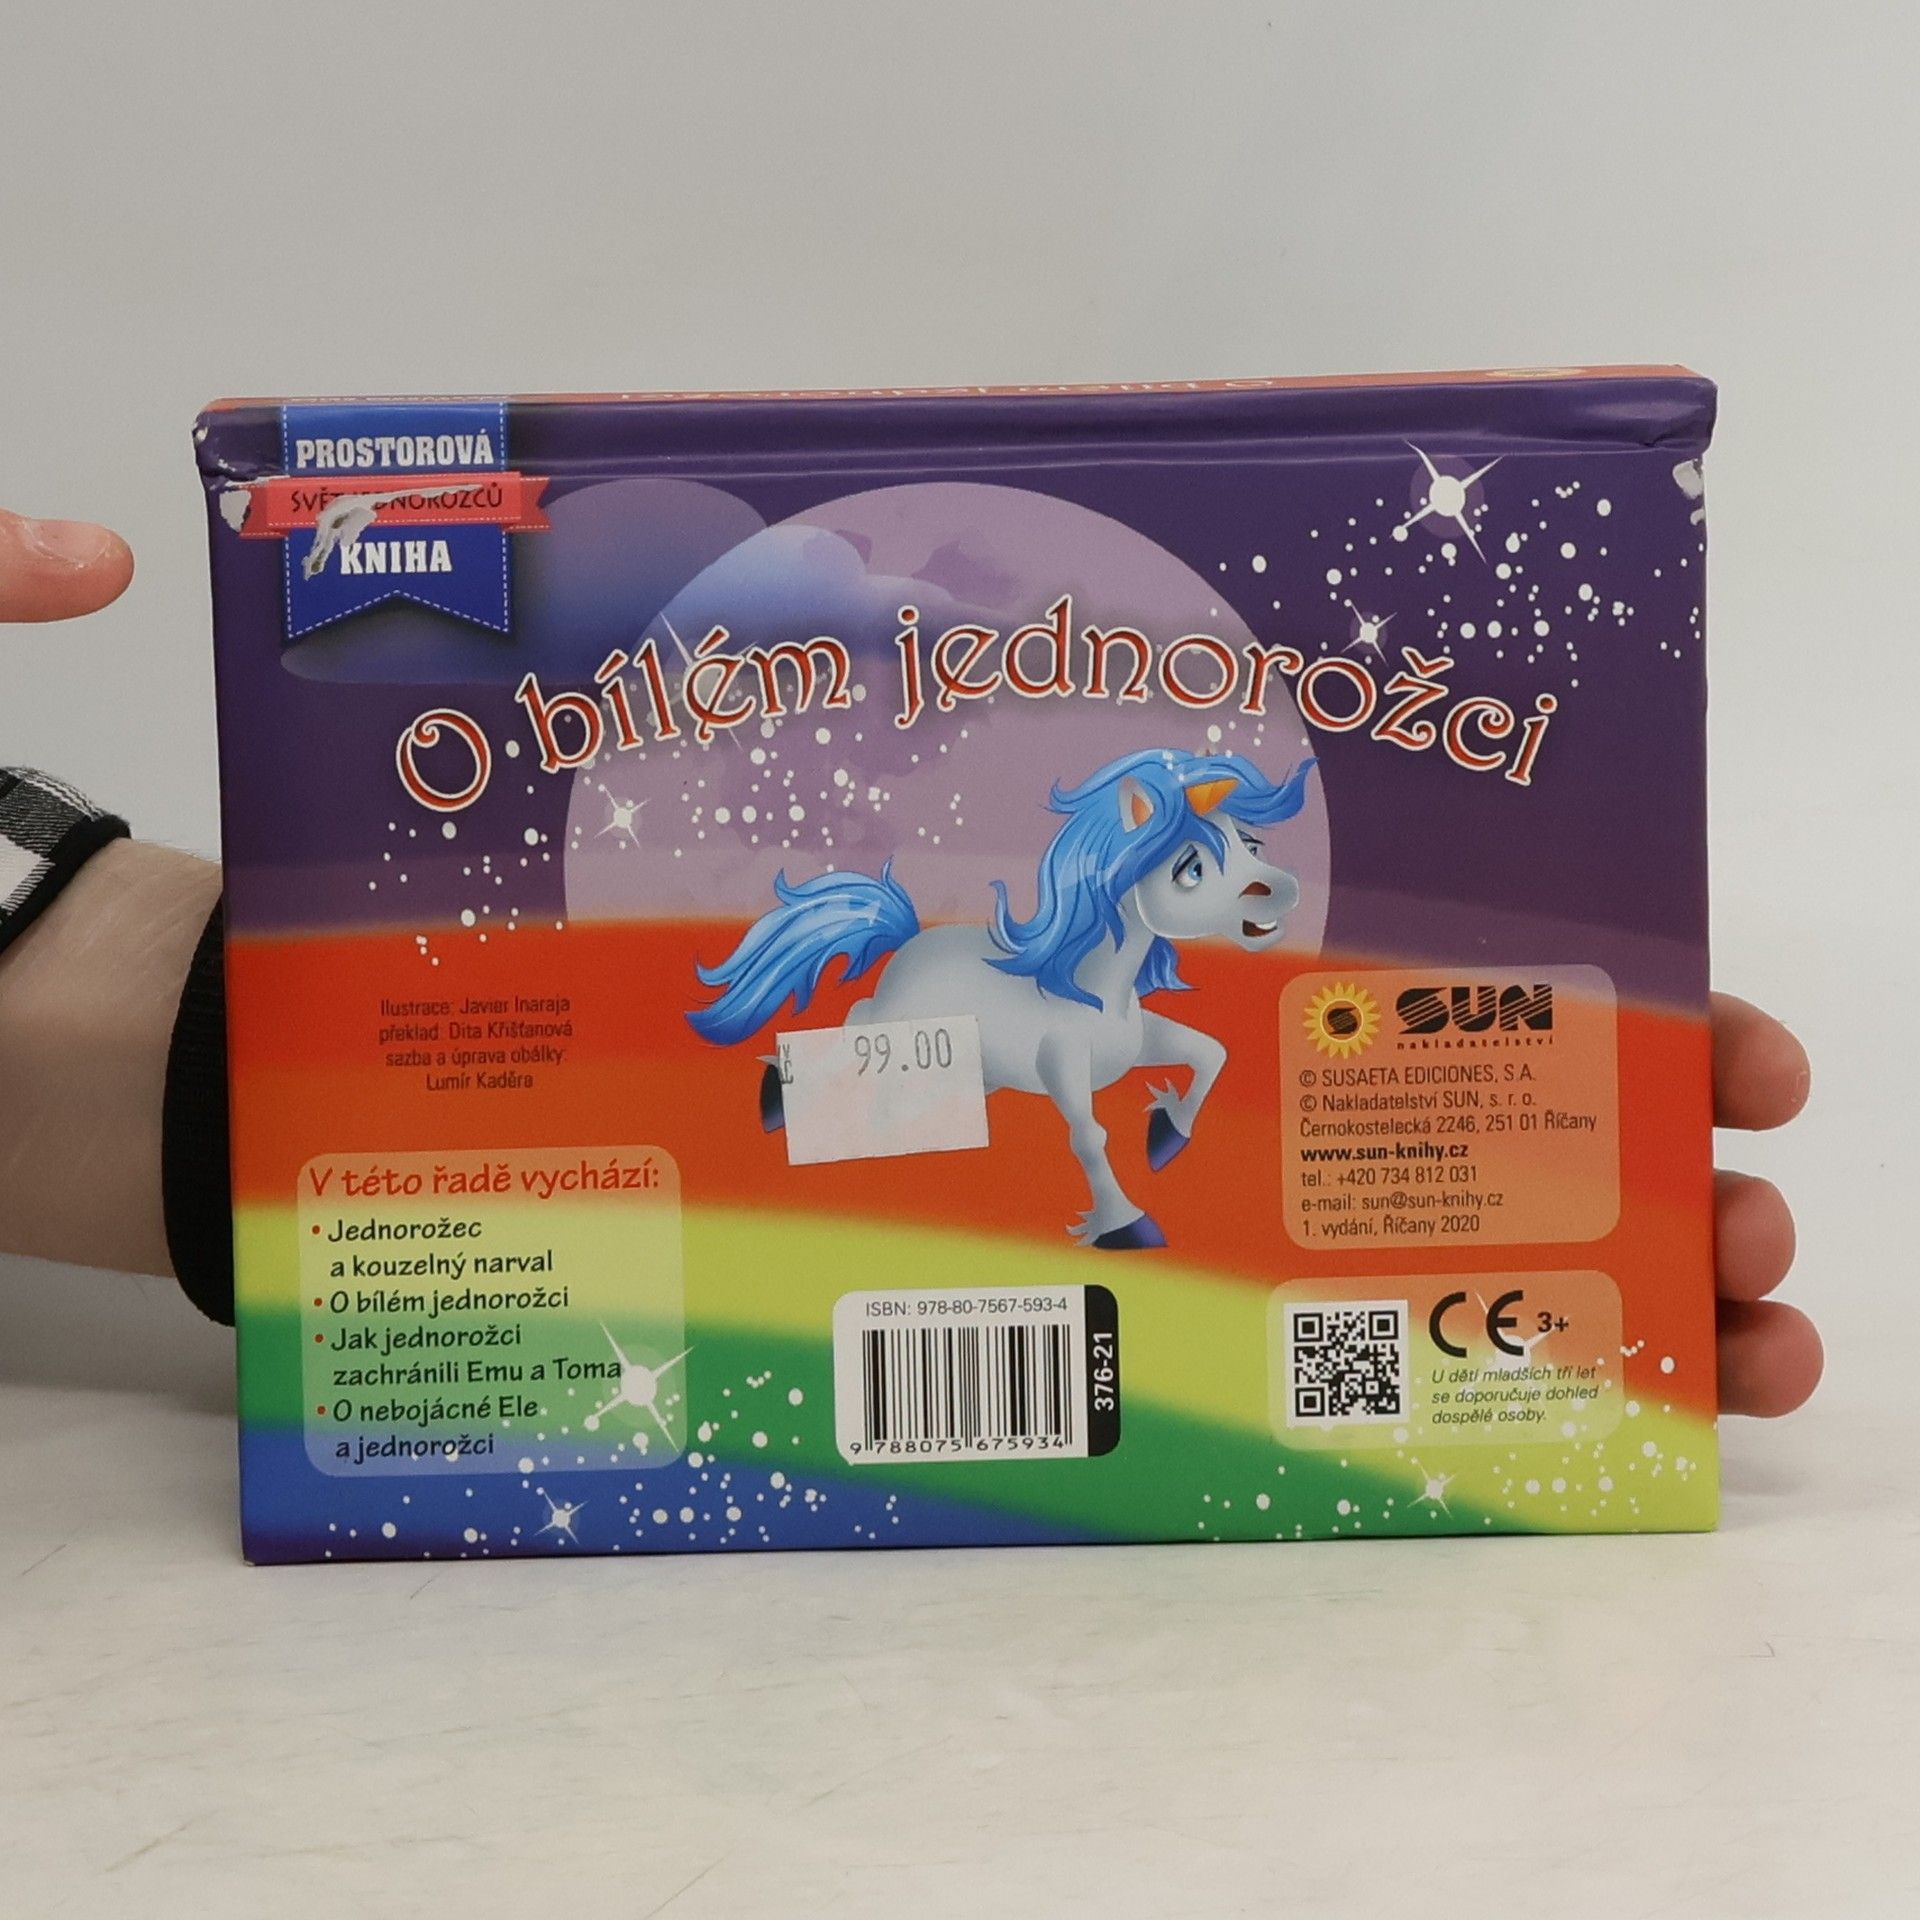 PROSTOROVÁ
SVĚT JEDNOROŽCŮ
KNIHA
O bílém jednorožci
Ilustrace: Javier Inaraja
překlad: Dita Křišťanová
sazba a úprava obálky:
Lumír Kaděra
99.00
SUN
nakladatelství
© SUSAETA EDICIONES, S.A.
© Nakladatelství SUN, s. r. o.
Černokostelecká 2246, 251 01 Říčany
www.sun-knihy.cz
tel.: +420 734 812 031
e-mail: sun@sun-knihy.cz
1. vydání, Říčany 2020
V této řadě vychází:
• Jednorožec
a kouzelný narval
• O bílém jednorožci
• Jak jednorožci
zachránili Emu a Toma
• O nebojácné Ele
a jednorožci
ISBN: 978-80-7567-593-4
9 788075 675934
376-21
CE 3+
U dětí mladších tří let
se doporučuje dohled
dospělé osoby.